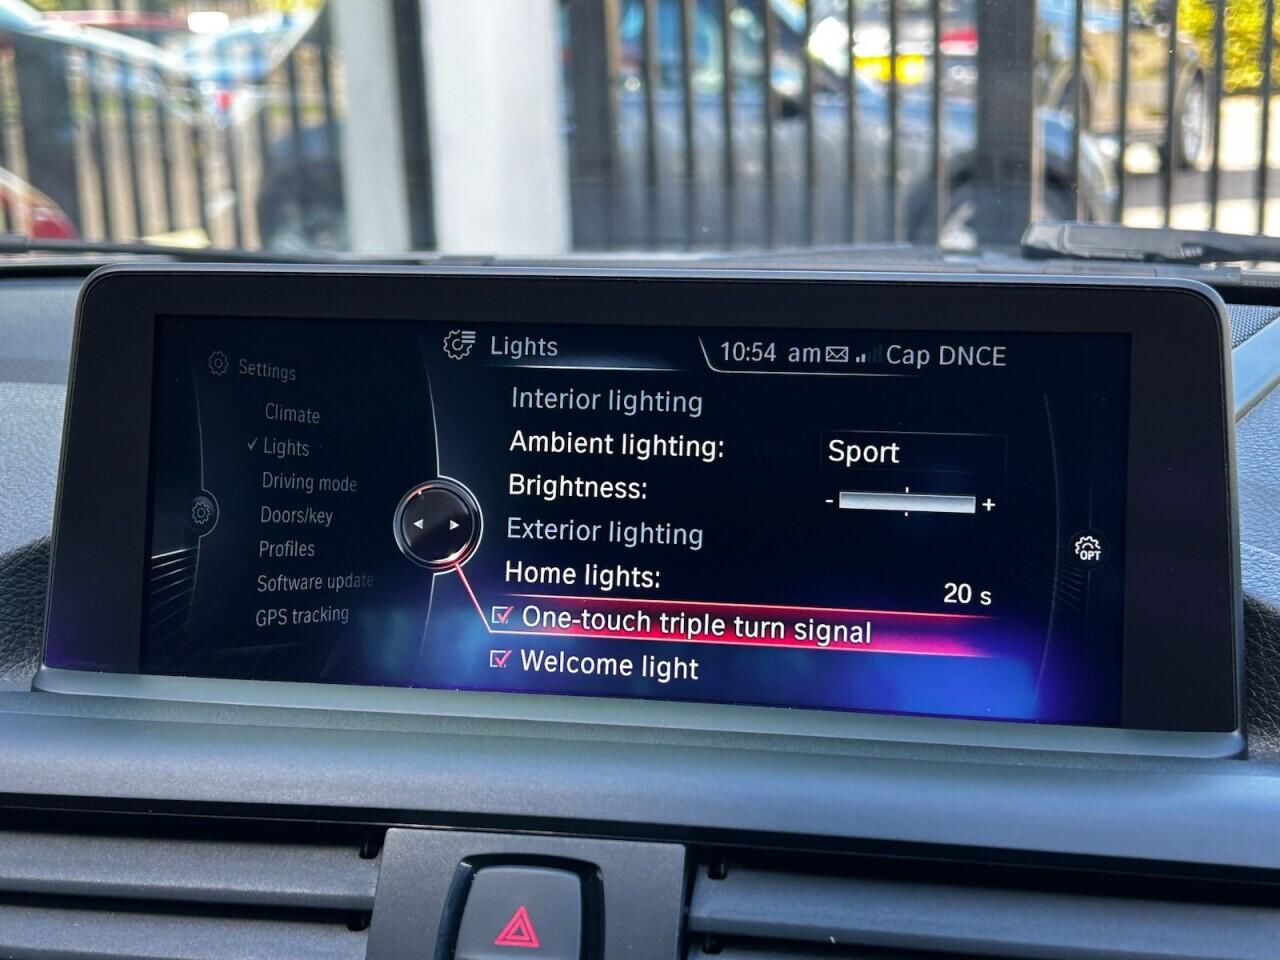 Settings
Climate
✓ Lights
Driving mode
Doors/key
Profiles
Software update
GPS tracking
Lights
10:54 am Cap DNCE
Interior lighting
Ambient lighting: Sport
Brightness: - +
Exterior lighting
Home lights: 20 s
One-touch triple turn signal
Welcome light
OPT